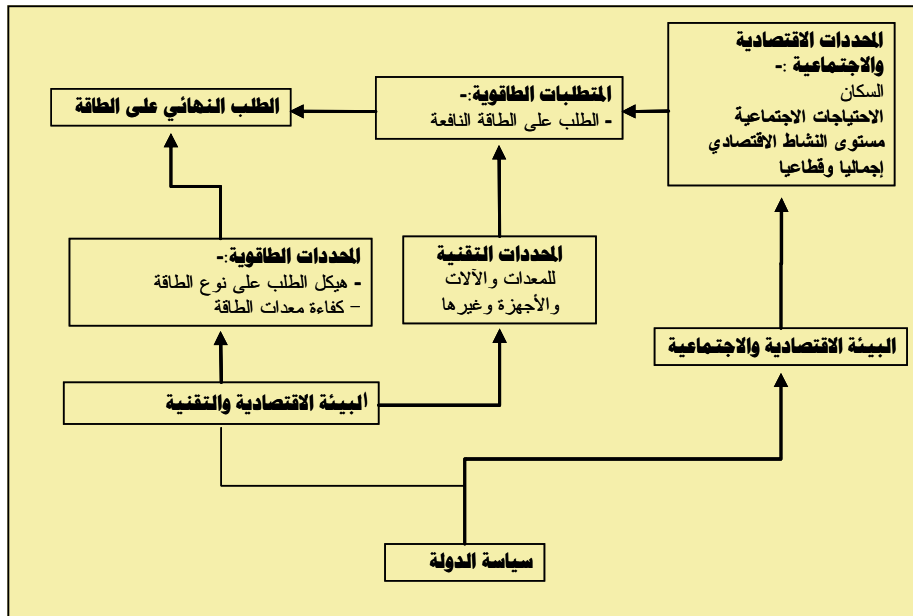 المحددات الاقتصادية
والاجتماعية :-
السكان
الاحتياجات الاجتماعية
مستوى النشاط الاقتصادي
إجماليا وقطاعيا
المتطلبات الطاقوية:-
- الطلب على الطاقة النافعة
الطلب النهائي على الطاقة
المحددات التقنية
للمعدات والآلات
والأجهزة وغيرها
المحددات الطاقوية:-
- هيكل الطلب على نوع الطاقة
– كفاءة معدات الطاقة
البيئة الاقتصادية والاجتماعية
البيئة الاقتصادية والتقنية
سياسة الدولة